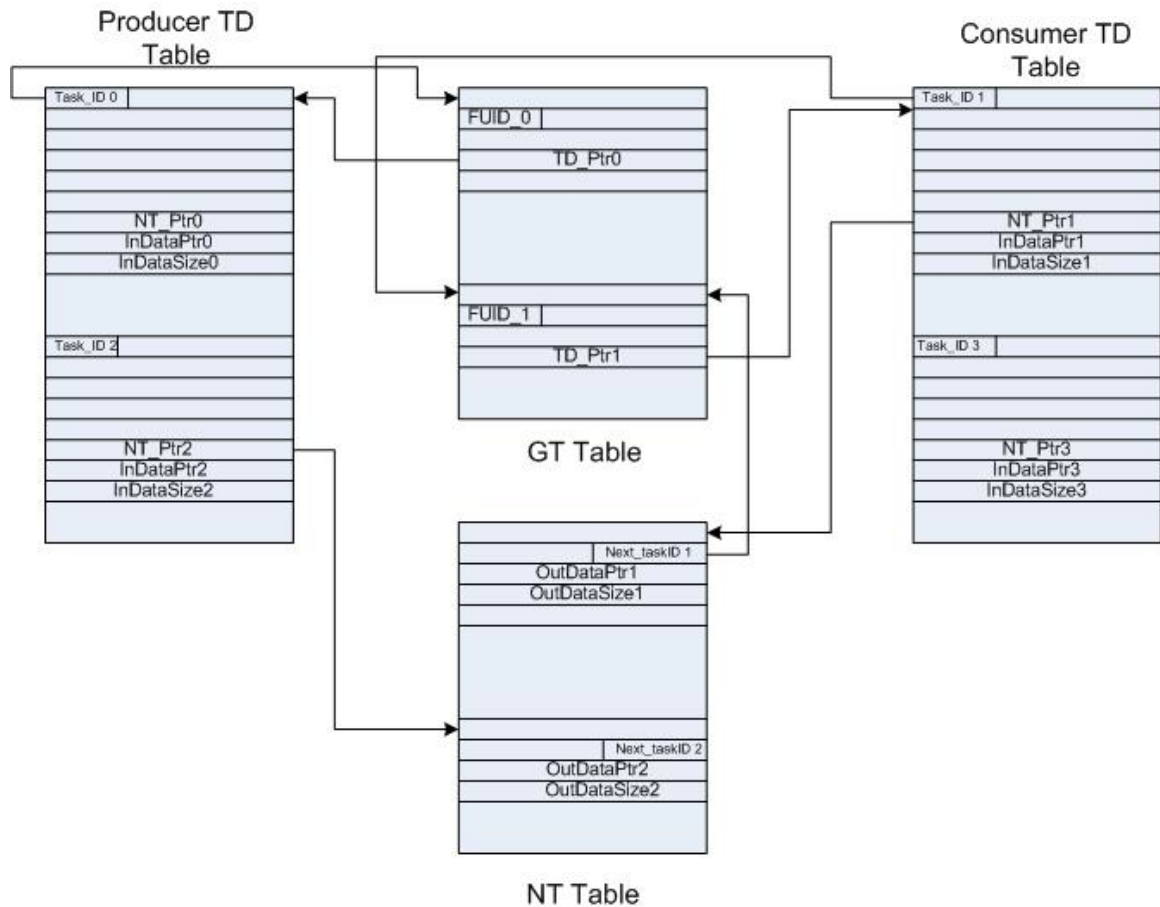 Producer TD
Table
Task_ID 0
NT_Ptr0
InDataPtr0
InDataSize0
Task_ID 2
NT_Ptr2
InDataPtr2
InDataSize2
FUID_0
TD_Ptr0
FUID_1
TD_Ptr1
GT Table
Next_taskID 1
OutDataPtr1
OutDataSize1
Next_taskID 2
OutDataPtr2
OutDataSize2
NT Table
Consumer TD
Table
Task_ID 1
NT_Ptr1
InDataPtr1
InDataSize1
Task_ID 3
NT_Ptr3
InDataPtr3
InDataSize3